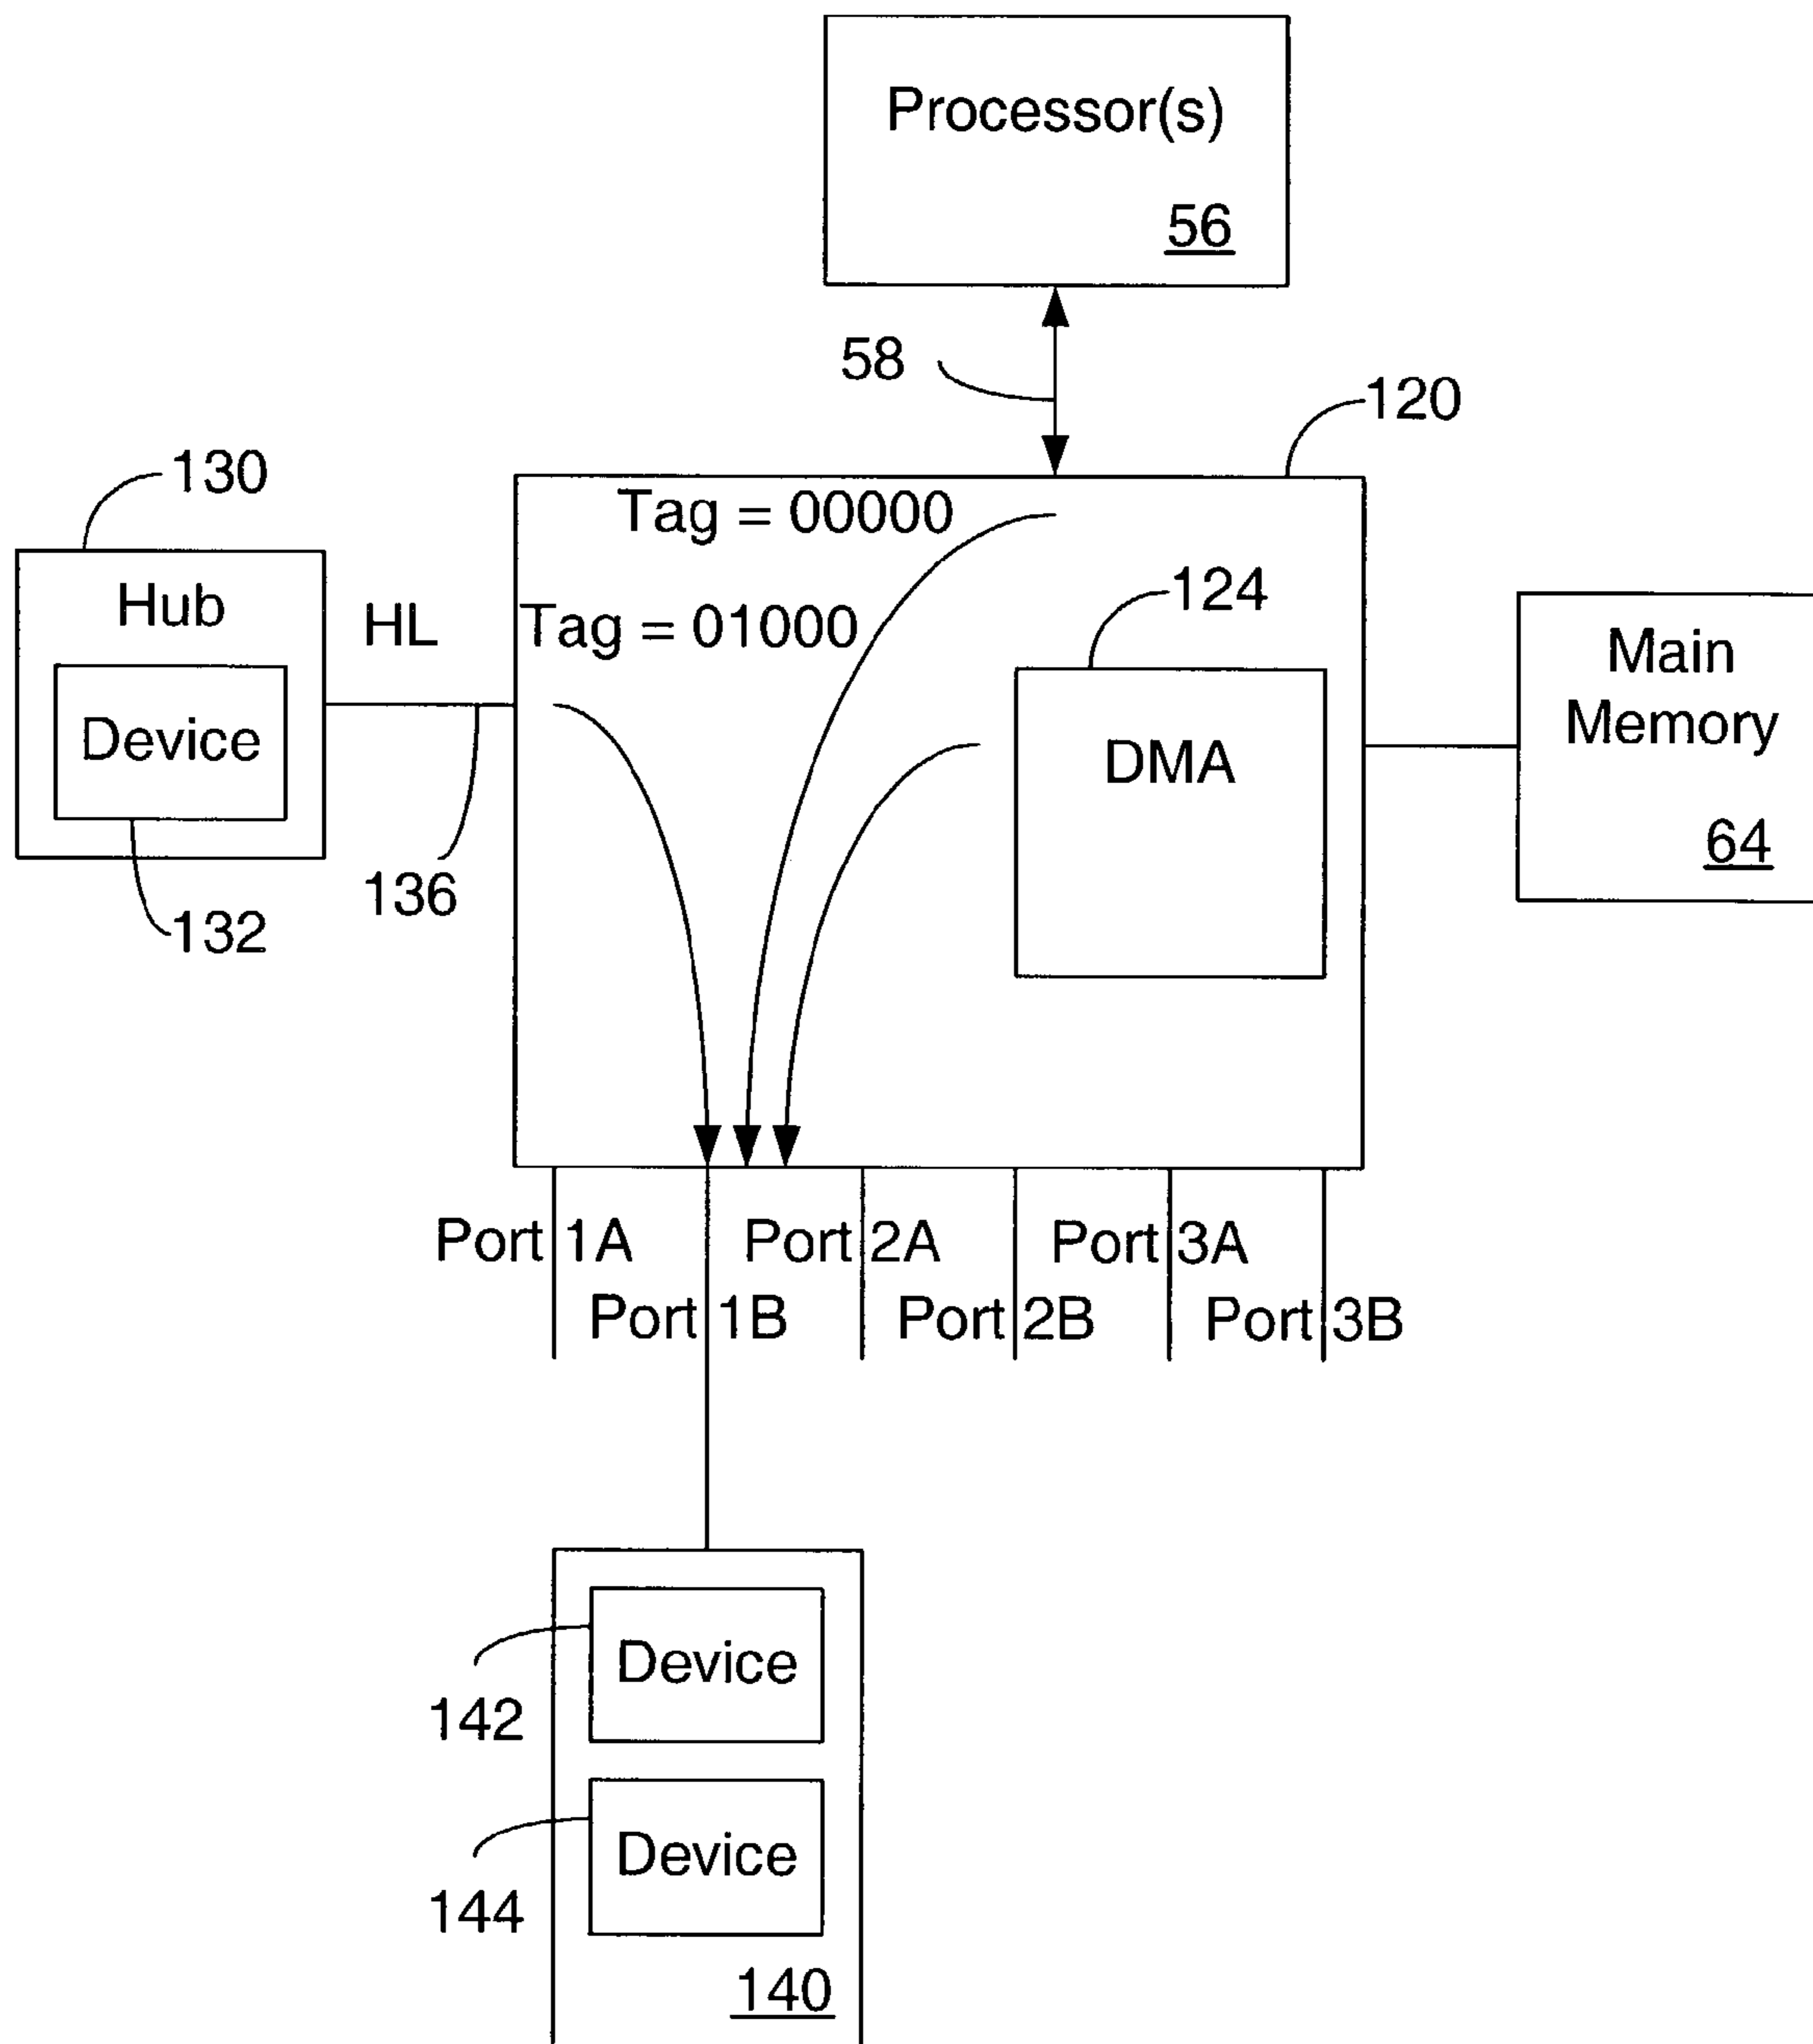 Processor(s)
56
58
120
130
Tag = 00000
Hub
HL
Tag = 01000
124
Main
Memory
Device
DMA
64
136
132
Port 1A
Port 2A
Port 3A
Port 1B
Port 2B
Port 3B
Device
142
Device
144
140